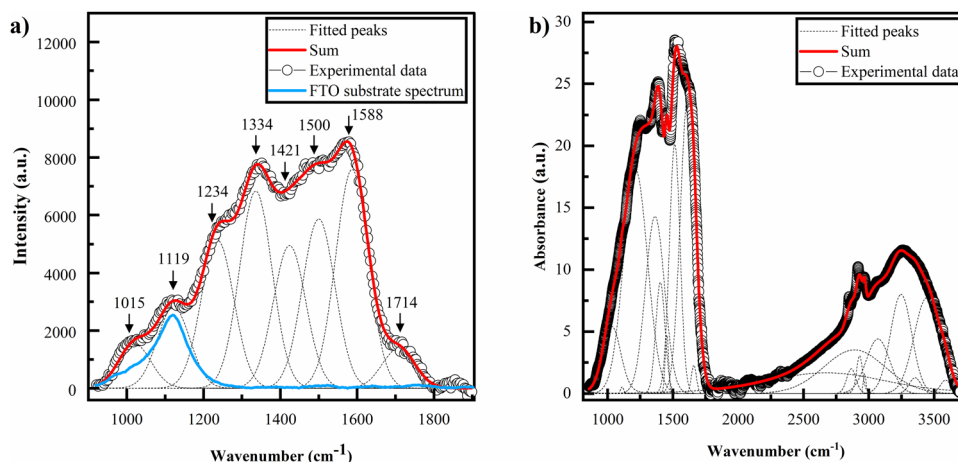 a)
Fitted peaks
Sum
Experimental data
FTO substrate spectrum
12000
10000
8000
6000
4000
2000
0
Intensity (a.u.)
1015
1119
1234
1334
1421
1500
1588
1714
1000 1200 1400 1600 1800
Wavenumber (cm-1)
b)
Fitted peaks
Sum
Experimental data
30
25
20
15
10
5
0
Absorbance (a.u.)
1000 1500 2000 2500 3000 3500
Wavenumber (cm-1)